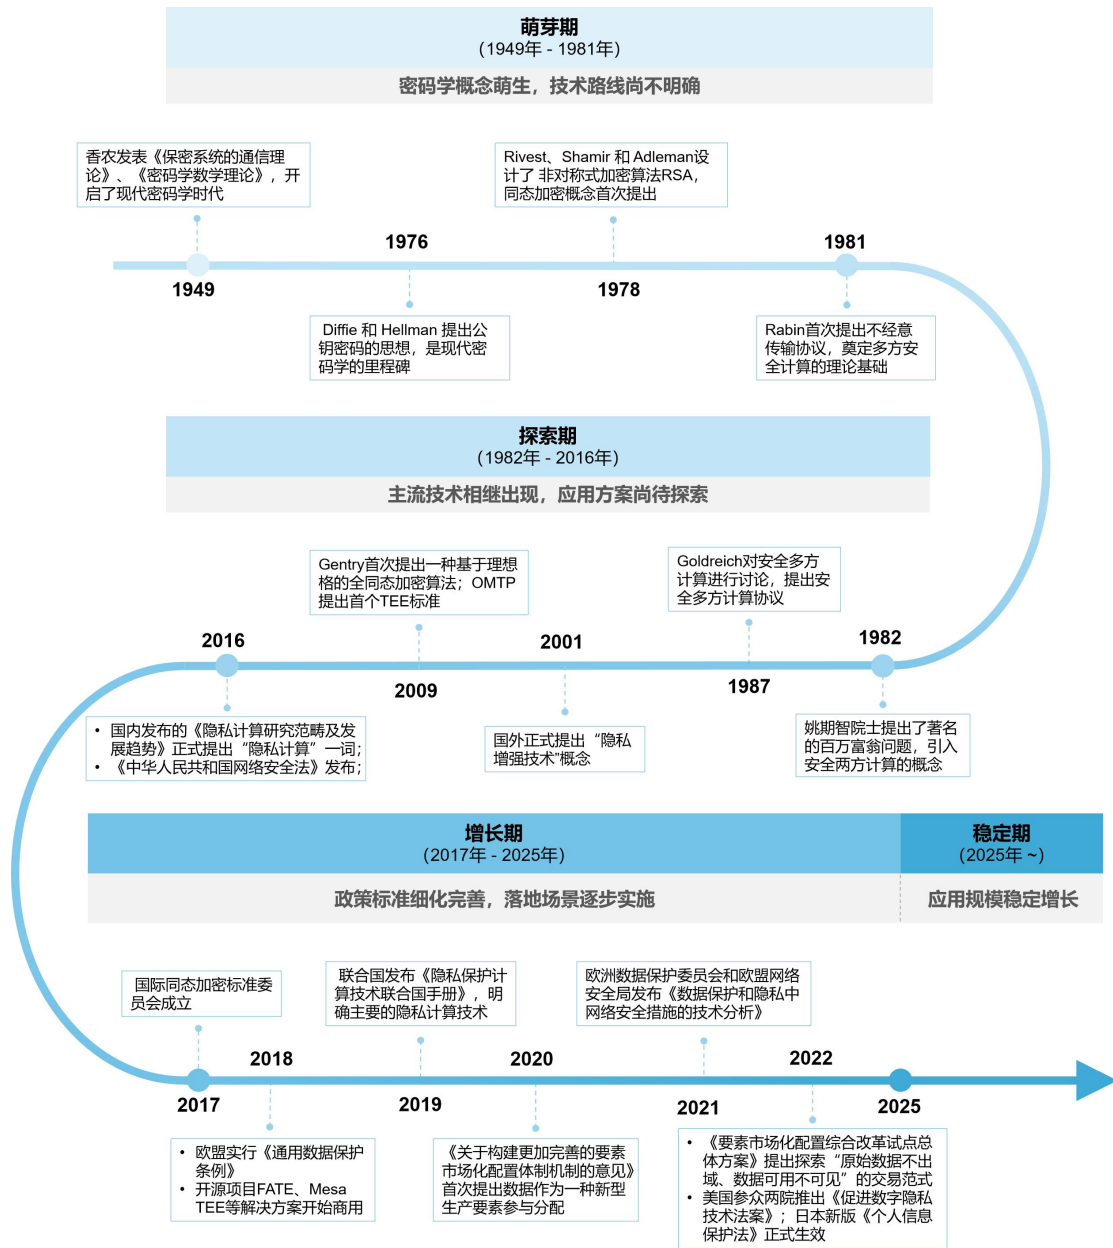 萌芽期
(1949年 - 1981年)
密码学概念萌生，技术路线尚不明确
香农发表《保密系统的通信理
论》、《密码学数学理论》，开
启了现代密码学时代
Rivest、Shamir 和 Adleman设
计了 非对称式加密算法RSA，
同态加密概念首次提出
1976
1981
1949
1978
Diffie 和 Hellman 提出公
钥密码的思想，是现代密
码学的里程碑
Rabin首次提出不经意
传输协议，奠定多方安
全计算的理论基础
探索期
(1982年 - 2016年)
主流技术相继出现，应用方案尚待探索
Gentry首次提出一种基于理想
格的全同态加密算法；OMTP
提出首个TEE标准
Goldreich对安全多方
计算进行讨论，提出安
全多方计算协议
2016
2001
1982
2009
1987
• 国内发布的《隐私计算研究范畴及发
展趋势》正式提出“隐私计算”一词；
• 《中华人民共和国网络安全法》发布；
国外正式提出“隐私
增强技术”概念
姚期智院士提出了著名
的百万富翁问题，引入
安全两方计算的概念
增长期
(2017年 - 2025年)
稳定期
(2025年 ~)
政策标准细化完善，落地场景逐步实施
应用规模稳定增长
国际同态加密标准委
员会成立
联合国发布《隐私保护计
算技术联合国手册》，明
确主要的隐私计算技术
欧洲数据保护委员会和欧盟网络
安全局发布《数据保护和隐私中
网络安全措施的技术分析》
2018
2020
2022
2017
2019
2021
2025
• 欧盟实行《通用数据保护
条例》
• 开源项目FATE、Mesa
TEE等解决方案开始商用
《关于构建更加完善的要素
市场化配置体制机制的意见》
首次提出数据作为一种新型
生产要素参与分配
• 《要素市场化配置综合改革试点总
体方案》提出探索“原始数据不出
域、数据可用不可见”的交易范式
• 美国参众两院推出《促进数字隐私
技术法案》；日本新版《个人信息
保护法》正式生效